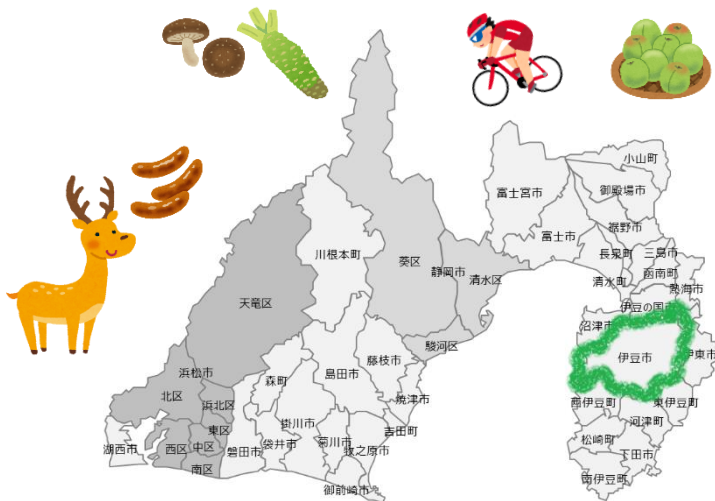 小山町
御殿場市
富士宮市
裾野市
富士市
長泉町
三島市
函南町
清水町
熱海市
伊豆の国市
沼津市
伊豆市
伊東市
西伊豆町
東伊豆町
河津町
松崎町
下田市
南伊豆町
川根本町
葵区
静岡市
清水区
駿河区
天竜区
浜松市
北区
浜北区
東区
西区
中区
南区
湖西市
森町
島田市
藤枝市
焼津市
掛川市
吉田町
磐田市
袋井市
菊川市
牧之原市
御前崎市